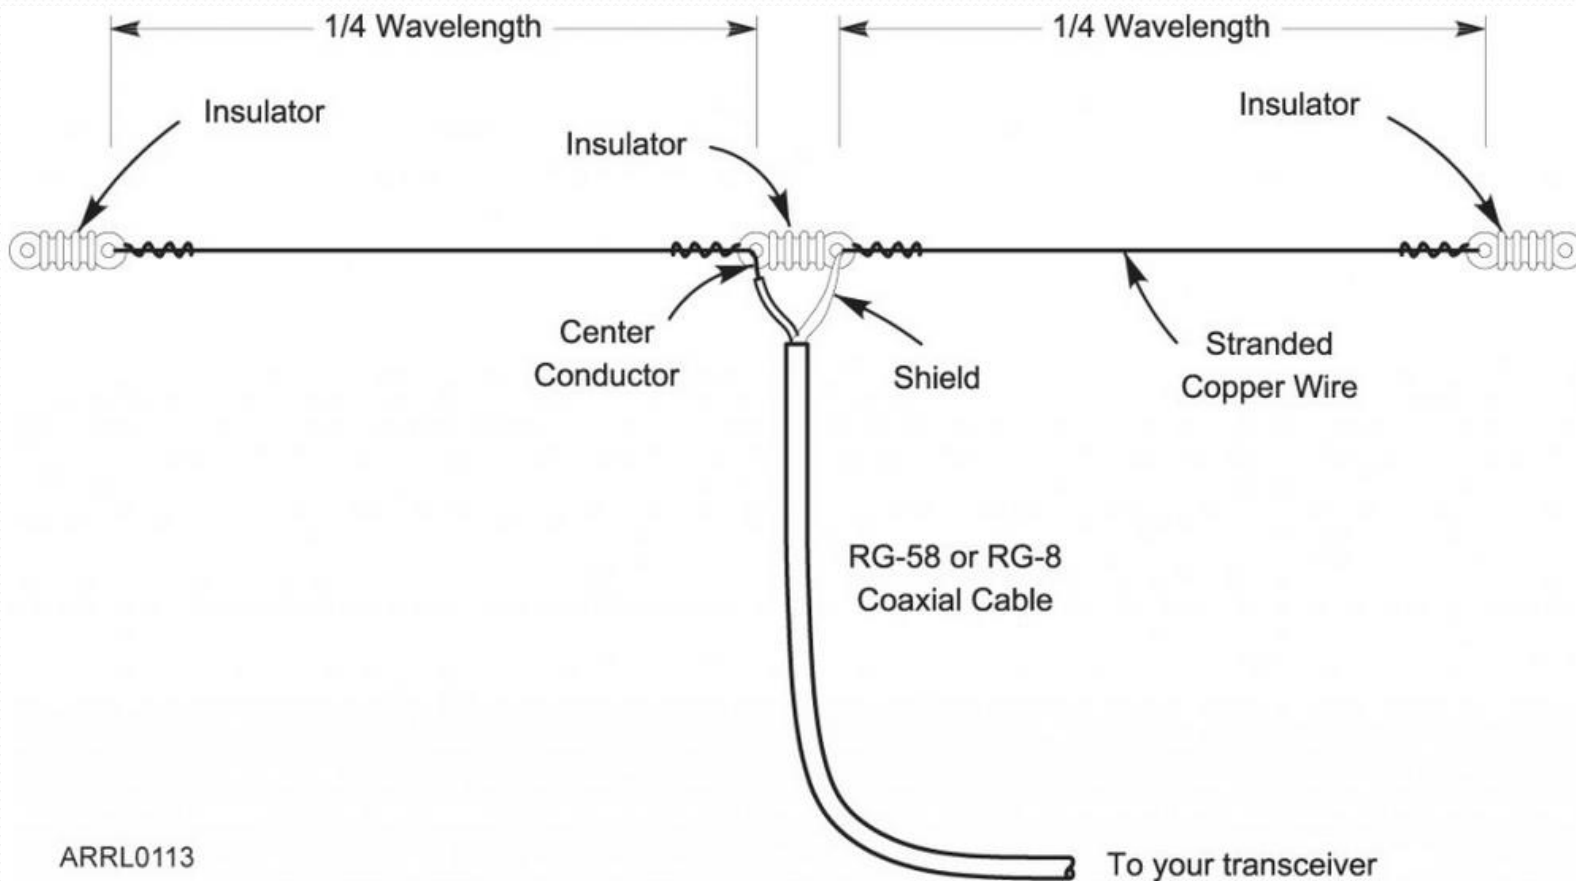 1/4 Wavelength
1/4 Wavelength
Insulator
Insulator
Insulator
Center
Conductor
Shield
Stranded
Copper Wire
RG-58 or RG-8
Coaxial Cable
ARRL0113
To your transceiver